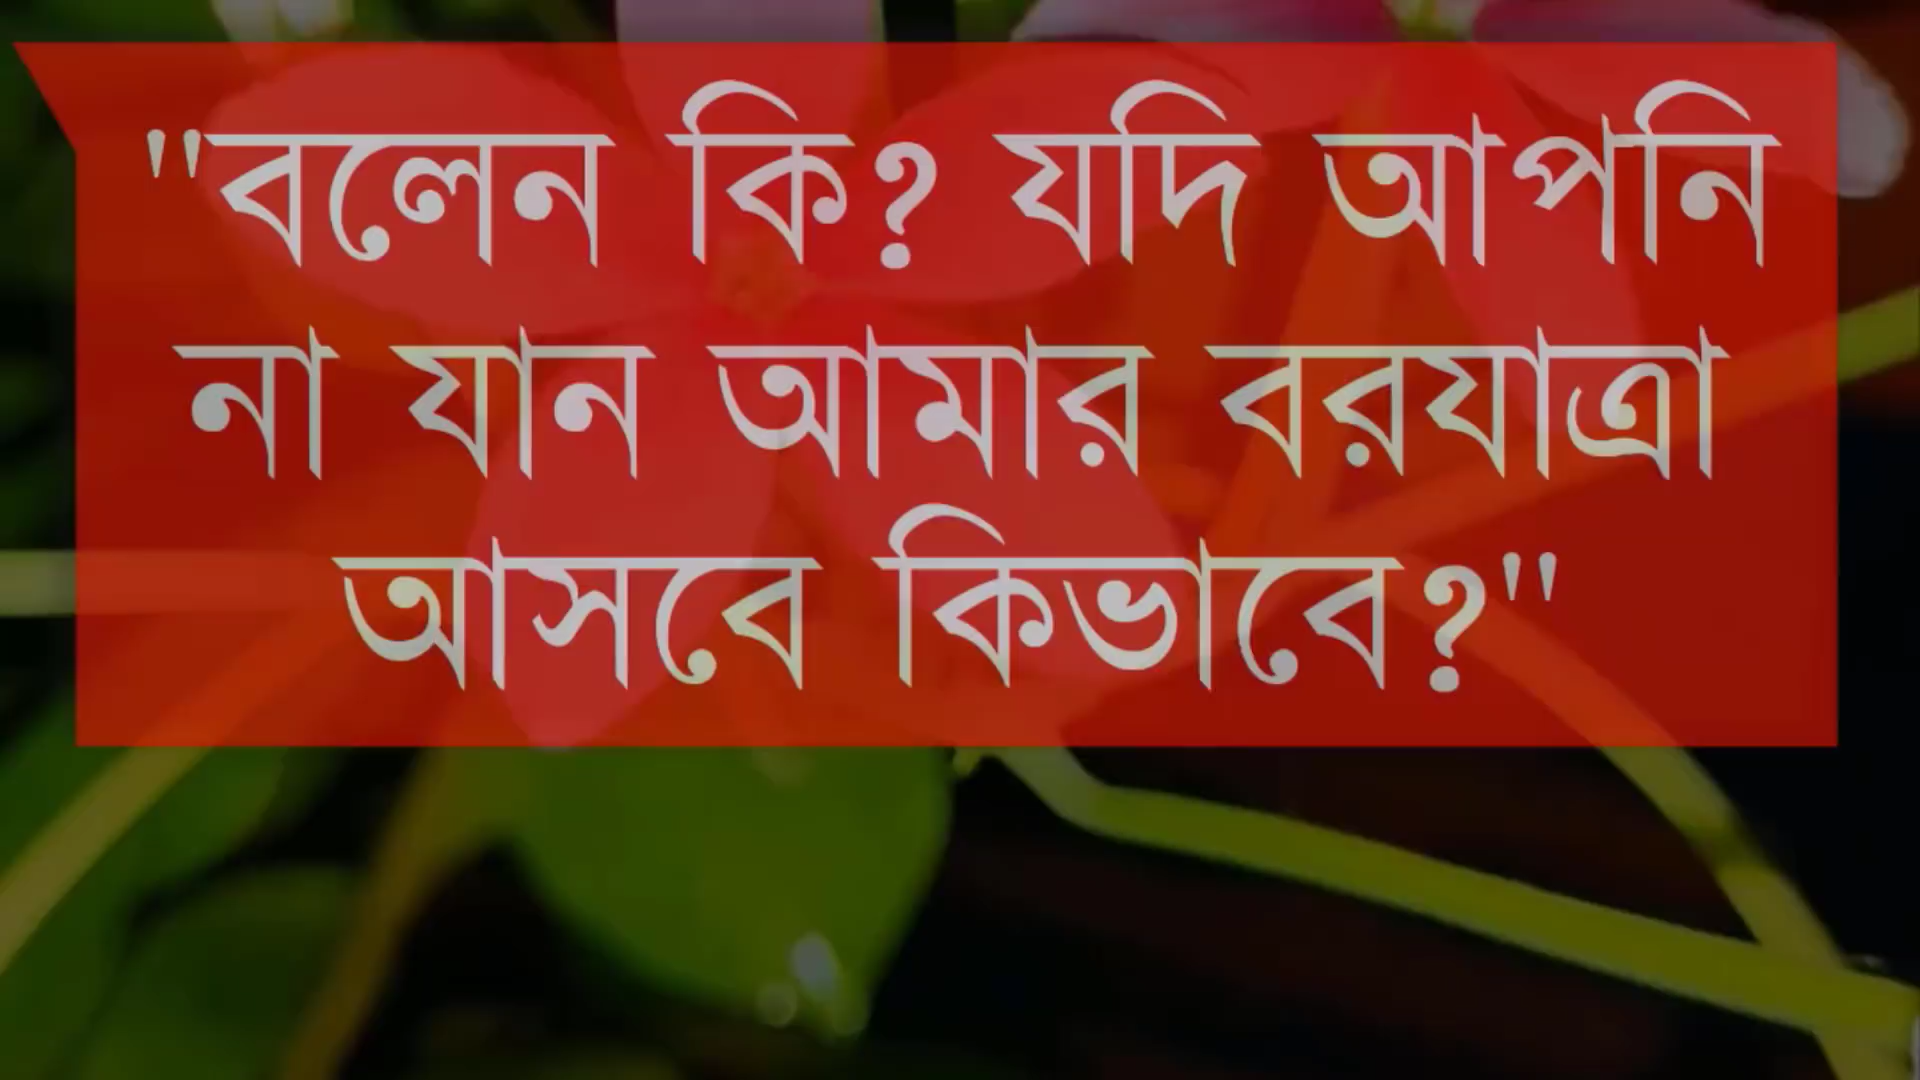 "বলেন কি? যদি আপনি
না যান আমার বরযাত্রা
আসবে কিভাবে?"